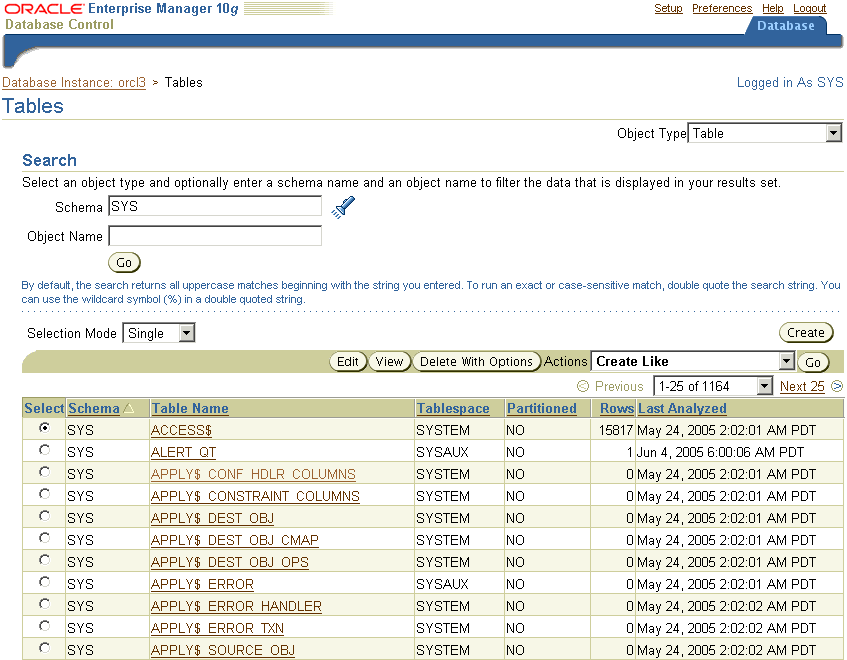 ORACLE Enterprise Manager 10g
Database Control
Setup Preferences Help Logout
Database
Database Instance: orcl3 > Tables
Logged in As SYS
Tables
Object Type Table
Search
Select an object type and optionally enter a schema name and an object name to filter the data that is displayed in your results set.
Schema SYS
Object Name
Go
By default, the search returns all uppercase matches beginning with the string you entered. To run an exact or case-sensitive match, double quote the search string. You
can use the wildcard symbol (%) in a double quoted string.
Selection Mode Single
Create
Edit View Delete With Options Actions Create Like Go
Previous 1-25 of 1164 Next 25
Select Schema Table Name Tablespace Partitioned Rows Last Analyzed
SYS ACCESS$ SYSTEM NO 15817 May 24, 2005 2:02:01 AM PDT
SYS ALERT_QT SYSAUX NO 1 Jun 4, 2005 6:00:06 AM PDT
SYS APPLY$_CONF_HDLR_COLUMNS SYSTEM NO 0 May 24, 2005 2:02:01 AM PDT
SYS APPLY$_CONSTRAINT_COLUMNS SYSTEM NO 0 May 24, 2005 2:02:01 AM PDT
SYS APPLY$_DEST_OBJ SYSTEM NO 0 May 24, 2005 2:02:01 AM PDT
SYS APPLY$_DEST_OBJ_CMAP SYSTEM NO 0 May 24, 2005 2:02:01 AM PDT
SYS APPLY$_DEST_OBJ_OPS SYSTEM NO 0 May 24, 2005 2:02:01 AM PDT
SYS APPLY$_ERROR SYSAUX NO 0 May 24, 2005 2:02:01 AM PDT
SYS APPLY$_ERROR_HANDLER SYSTEM NO 0 May 24, 2005 2:02:02 AM PDT
SYS APPLY$_ERROR_TXN SYSTEM NO 0 May 24, 2005 2:02:02 AM PDT
SYS APPLY$_SOURCE_OBJ SYSTEM NO 0 May 24, 2005 2:02:02 AM PDT